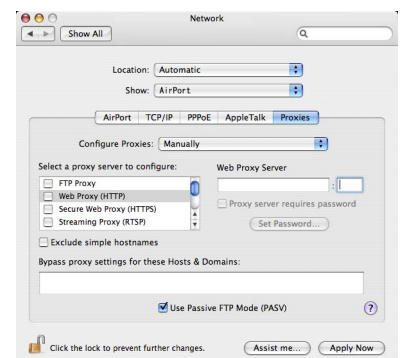 Network
Show All
Location: Automatic
Show: AirPort
AirPort TCP/IP PPPoE AppleTalk Proxies
Configure Proxies: Manually
Select a proxy server to configure: Web Proxy Server
FTP Proxy
Web Proxy (HTTP) :
Secure Web Proxy (HTTPS) Proxy server requires password
Streaming Proxy (RTSP) Set Password...
Exclude simple hostnames
Bypass proxy settings for these Hosts & Domains:
Use Passive FTP Mode (PASV) ?
Click the lock to prevent further changes. Assist me... Apply Now